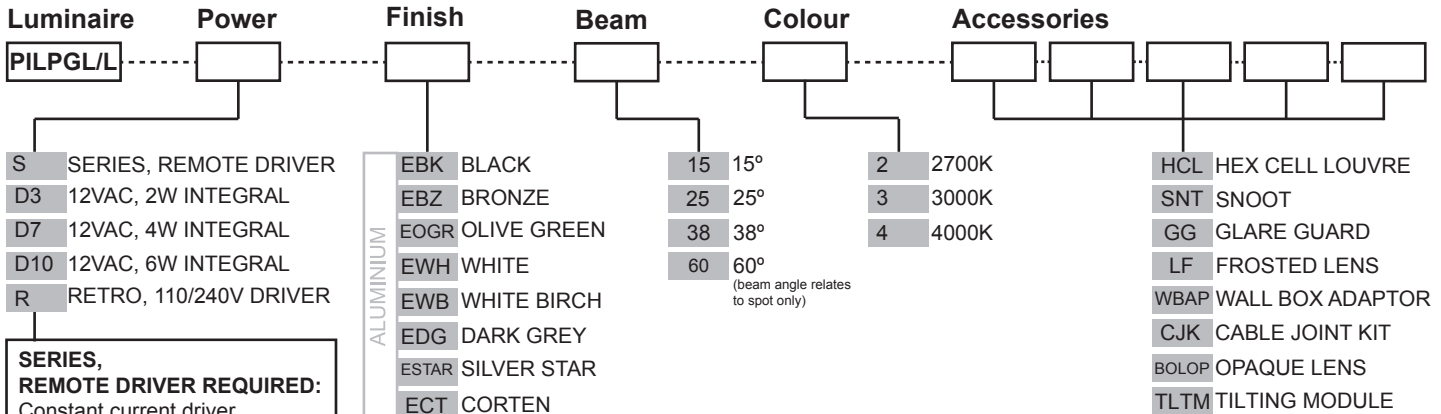 Luminaire Power Finish Beam Colour Accessories
PILPGL/L
S SERIES, REMOTE DRIVER
D3 12VAC, 2W INTEGRAL
D7 12VAC, 4W INTEGRAL
D10 12VAC, 6W INTEGRAL
R RETRO, 110/240V DRIVER
SERIES,
REMOTE DRIVER REQUIRED:
Constant current driver
ALUMINIUM
EBK BLACK
EBZ BRONZE
EOGR OLIVE GREEN
EWH WHITE
EWB WHITE BIRCH
EDG DARK GREY
ESTAR SILVER STAR
ECT CORTEN
15 15º
25 25º
38 38º
60 60º
(beam angle relates
to spot only)
2 2700K
3 3000K
4 4000K
HCL HEX CELL LOUVRE
SNT SNOOT
GG GLARE GUARD
LF FROSTED LENS
WBAP WALL BOX ADAPTOR
CJK CABLE JOINT KIT
BOLOP OPAQUE LENS
TLTM TILTING MODULE